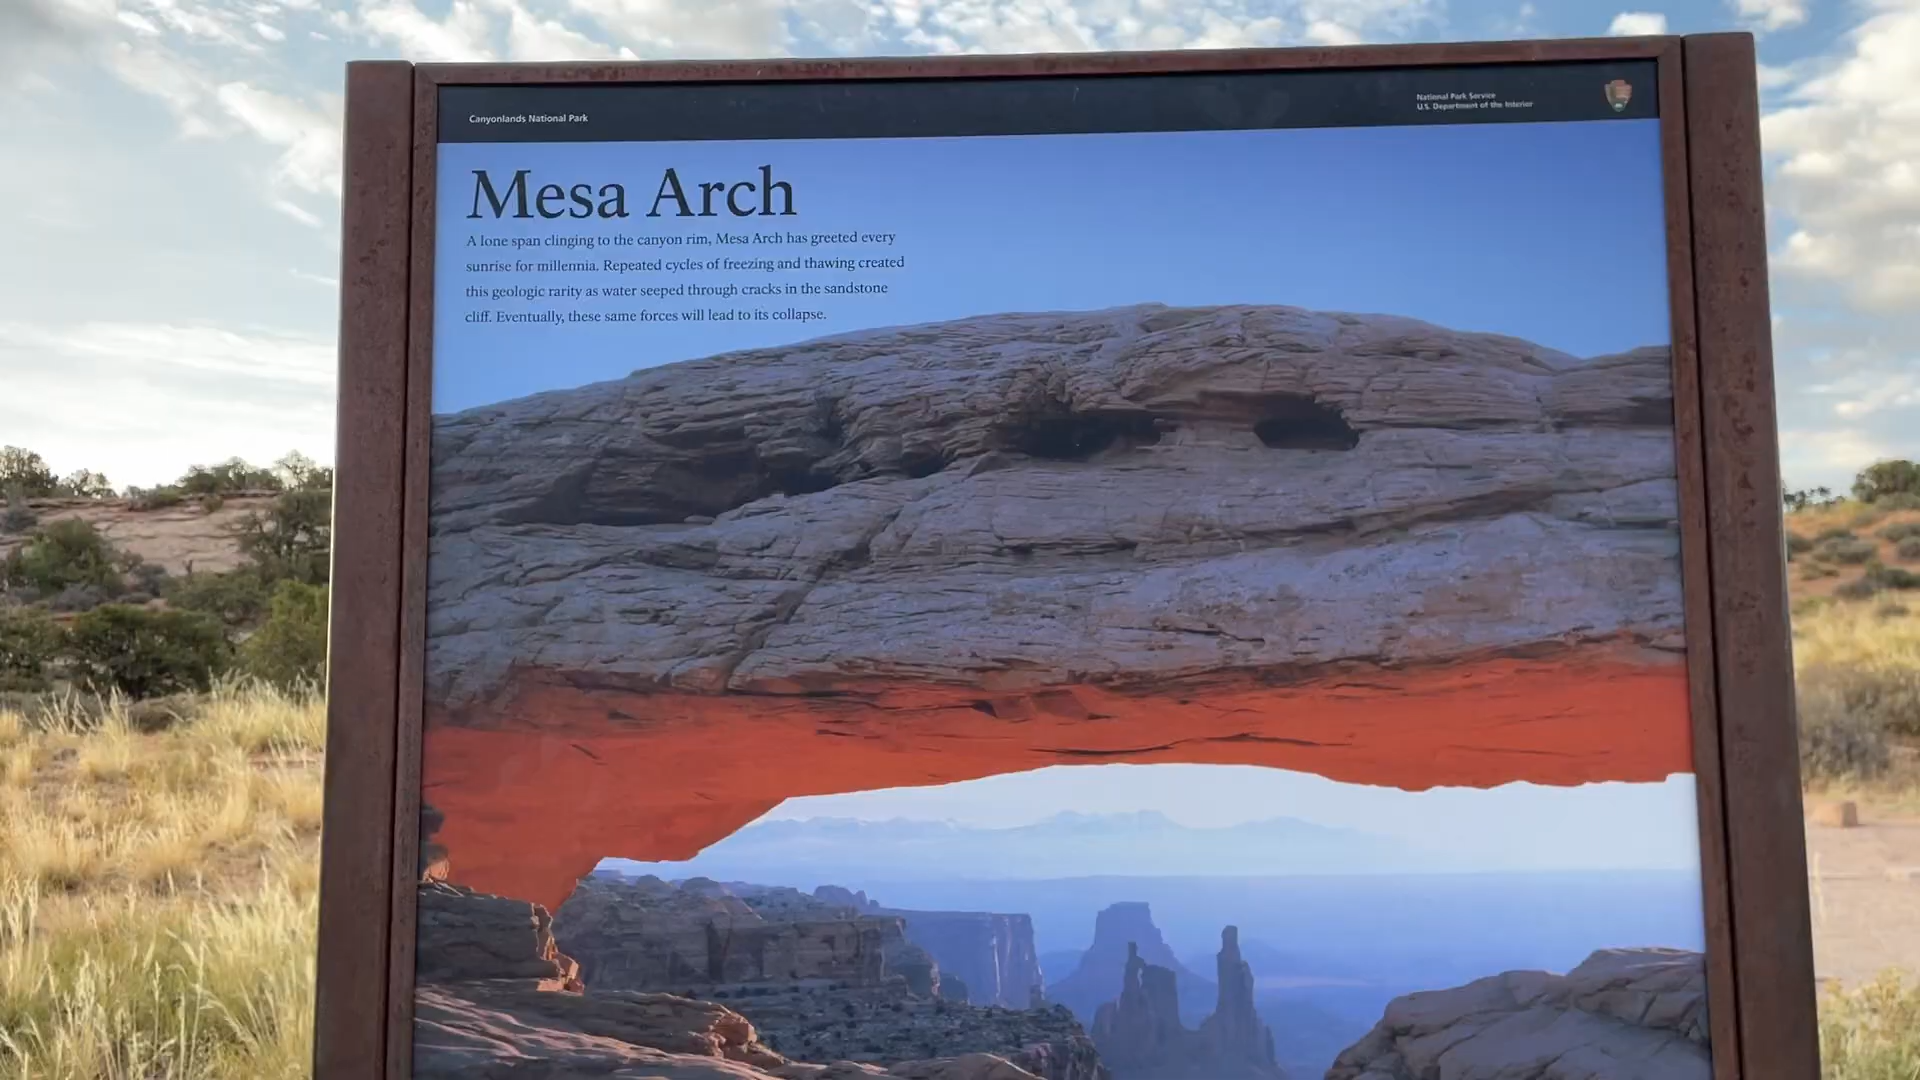 Canyonlands National Park
National Park Service
U.S. Department of the Interior
Mesa Arch
A lone span clinging to the canyon rim, Mesa Arch has greeted every
sunrise for millennia. Repeated cycles of freezing and thawing created
this geologic rarity as water seeped through cracks in the sandstone
cliff. Eventually, these same forces will lead to its collapse.